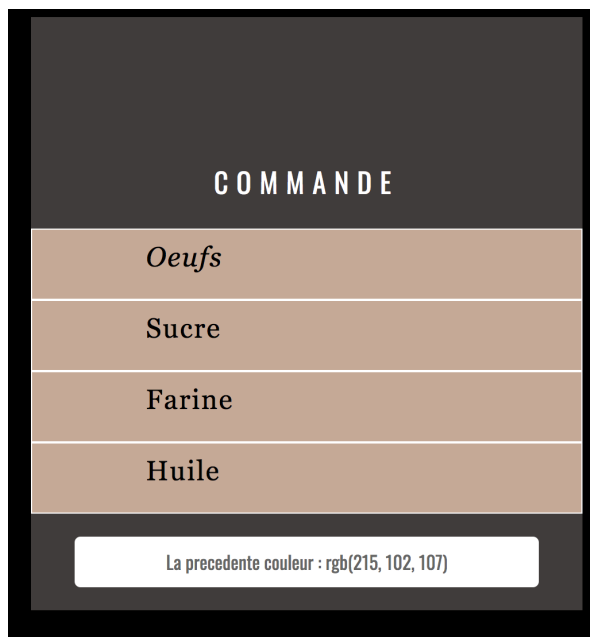 COMMANDE
Oeufs
Sucre
Farine
Huile
La precedente couleur : rgb(215, 102, 107)